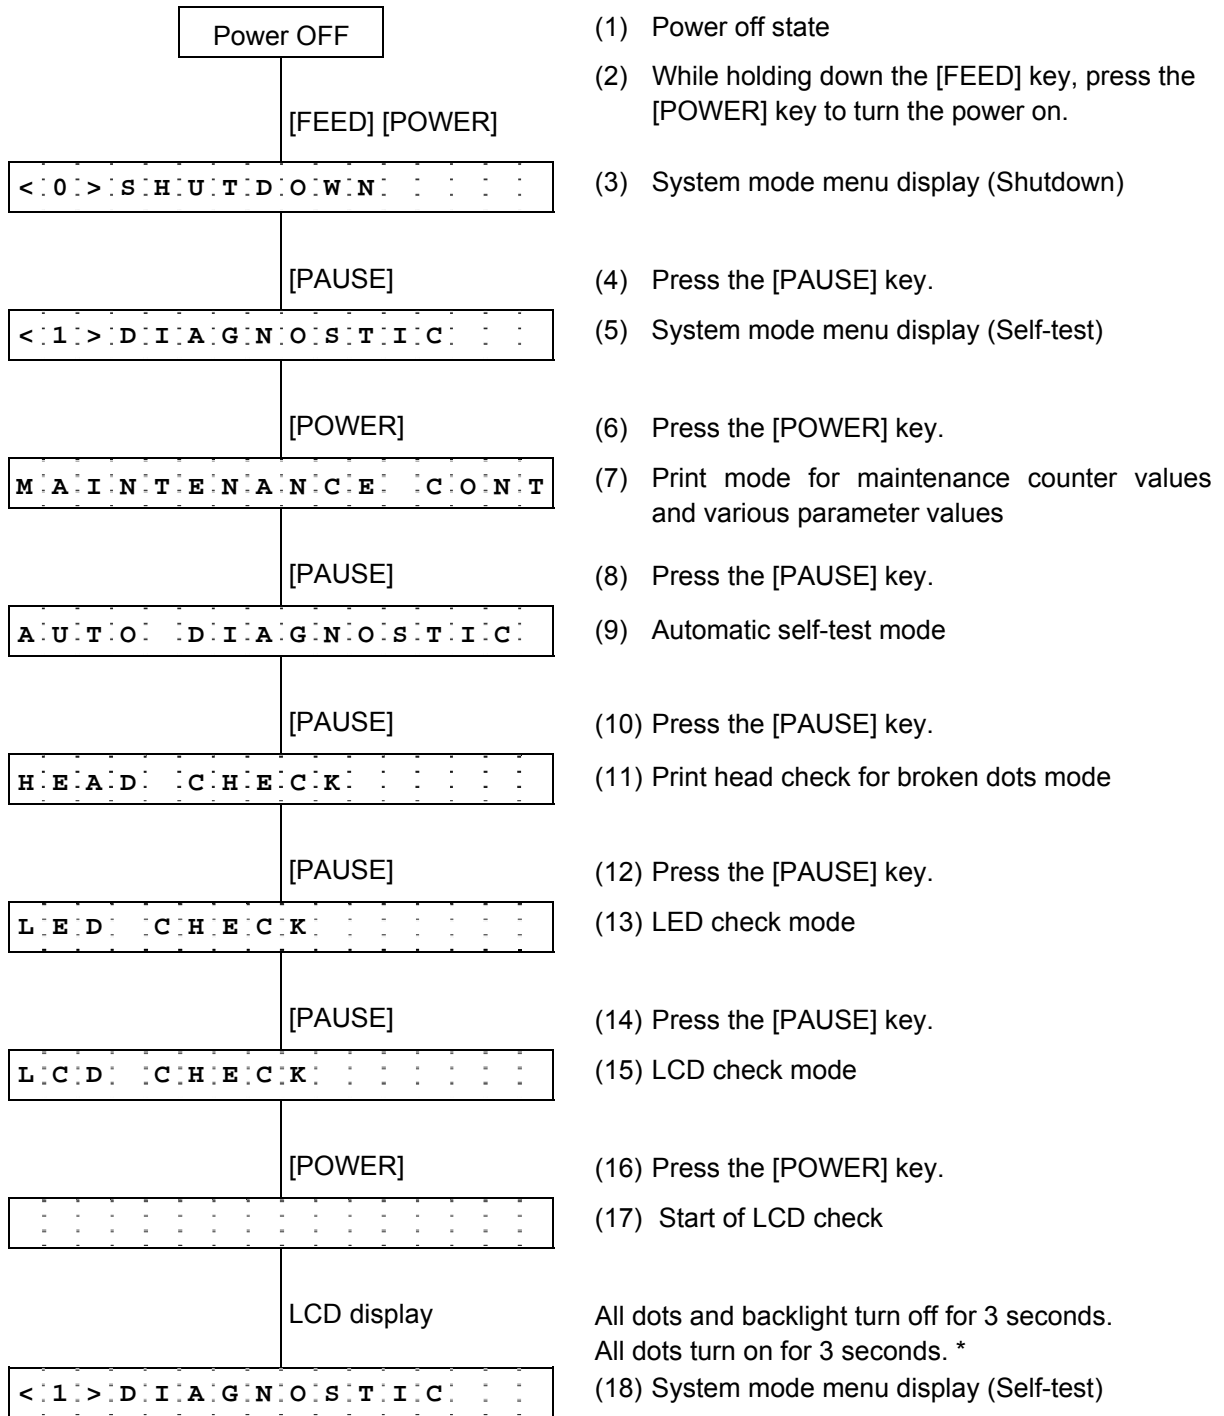 Power OFF
(1) Power off state
(2) While holding down the [FEED] key, press the
[POWER] key to turn the power on.
[FEED] [POWER]
<0>SHUTDOWN
(3) System mode menu display (Shutdown)
[PAUSE]
(4) Press the [PAUSE] key.
<1>DIAGNOSTIC
(5) System mode menu display (Self-test)
[POWER]
(6) Press the [POWER] key.
MAINTENANCE CONT
(7) Print mode for maintenance counter values
and various parameter values
[PAUSE]
(8) Press the [PAUSE] key.
AUTO DIAGNOSTIC
(9) Automatic self-test mode
[PAUSE]
(10) Press the [PAUSE] key.
HEAD CHECK
(11) Print head check for broken dots mode
[PAUSE]
(12) Press the [PAUSE] key.
LED CHECK
(13) LED check mode
[PAUSE]
(14) Press the [PAUSE] key.
LCD CHECK
(15) LCD check mode
[POWER]
(16) Press the [POWER] key.
(17) Start of LCD check
LCD display
All dots and backlight turn off for 3 seconds.
All dots turn on for 3 seconds. *
<1>DIAGNOSTIC
(18) System mode menu display (Self-test)